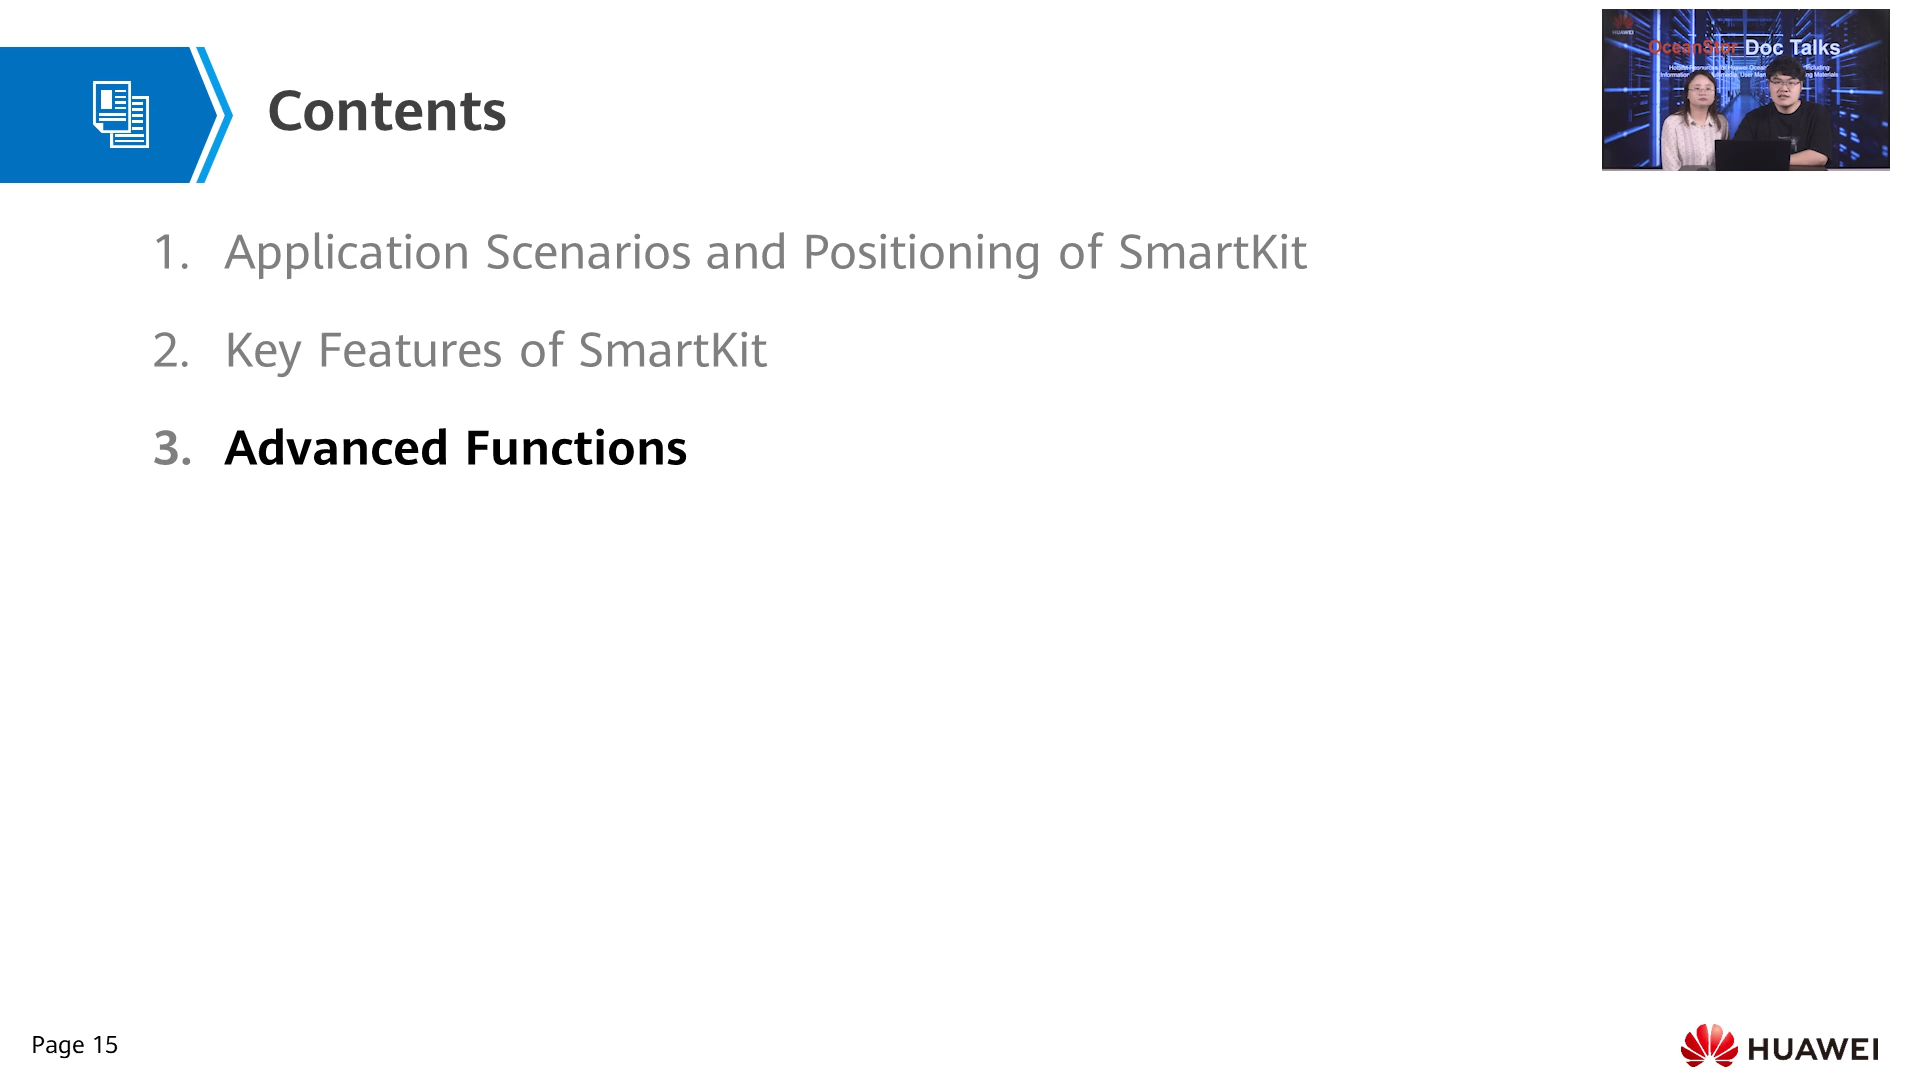 Contents
HUAWEI
OceanStor Doc Talks
1. Application Scenarios and Positioning of SmartKit
2. Key Features of SmartKit
3. Advanced Functions
Page 15
HUAWEI